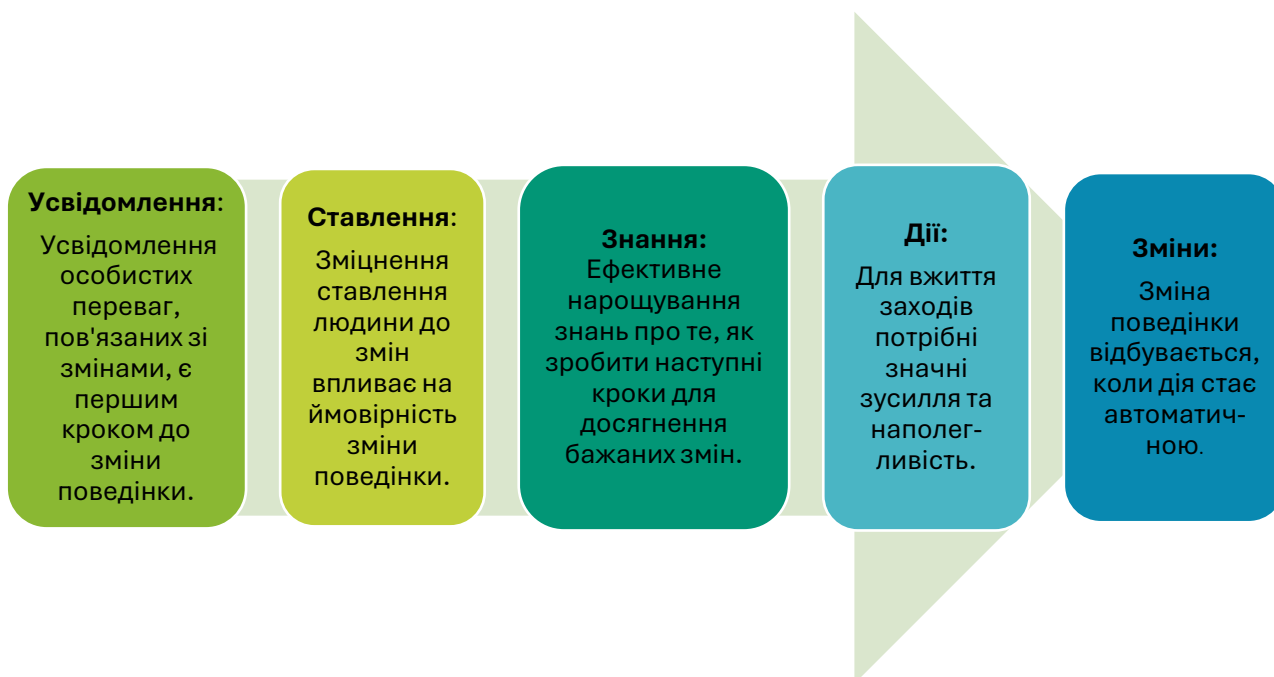 Усвідомлення:
Усвідомлення
особистих
переваг,
пов'язаних зі
змінами, є
першим
кроком до
зміни
поведінки.
Ставлення:
Зміцнення
ставлення
людини до
змін
впливає на
ймовірність
зміни
поведінки.
Знання:
Ефективне
нарощування
знань про те, як
зробити наступні
кроки для
досягнення
бажаних змін.
Дії:
Для вжиття
заходів
потрібні
значні
зусилля та
наполег-
ливість.
Зміни:
Зміна
поведінки
відбувається,
коли дія стає
автоматич-
ною.